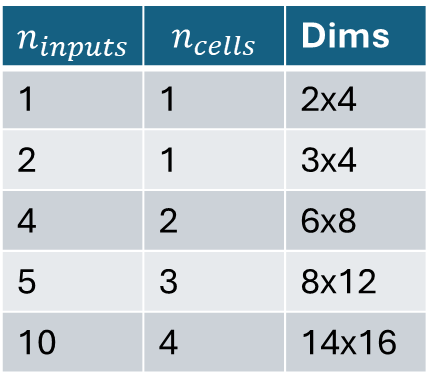 n_inputs n_cells Dims
1 1 2x4
2 1 3x4
4 2 6x8
5 3 8x12
10 4 14x16